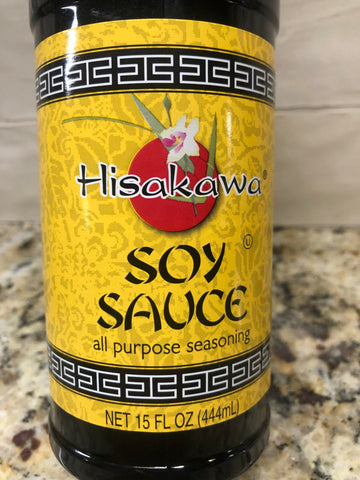 Hisakawa®
SOY
U
SAUCE
all purpose seasoning
NET 15 FL OZ (444mL)